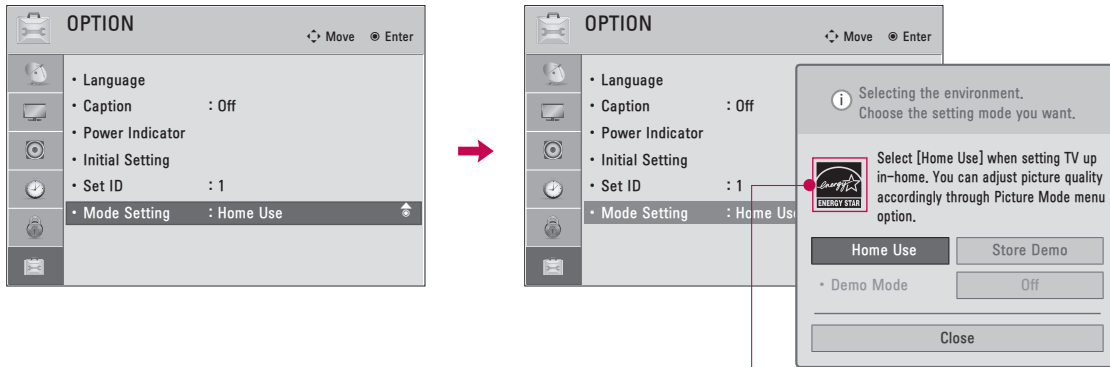 OPTION
Move Enter
• Language
• Caption : Off
• Power Indicator
• Initial Setting
• Set ID : 1
• Mode Setting : Home Use
OPTION
Move Enter
• Language
• Caption : Off
• Power Indicator
• Initial Setting
• Set ID : 1
• Mode Setting : Home Use
i
Selecting the environment.
Choose the setting mode you want.
energy
ENERGY STAR
Select [Home Use] when setting TV up
in-home. You can adjust picture quality
accordingly through Picture Mode menu
option.
Home Use Store Demo
• Demo Mode Off
Close